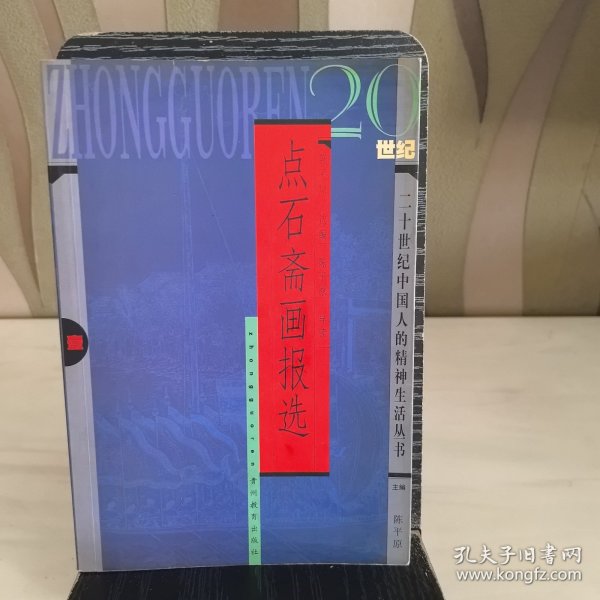 ZHONGGUOREN
20
世纪
点石斋画报选
二十世纪中国人的精神生活丛书
主编
陈平原
壹
zhongguoren
贵州教育出版社
孔夫子旧书网
www.kongfz.com